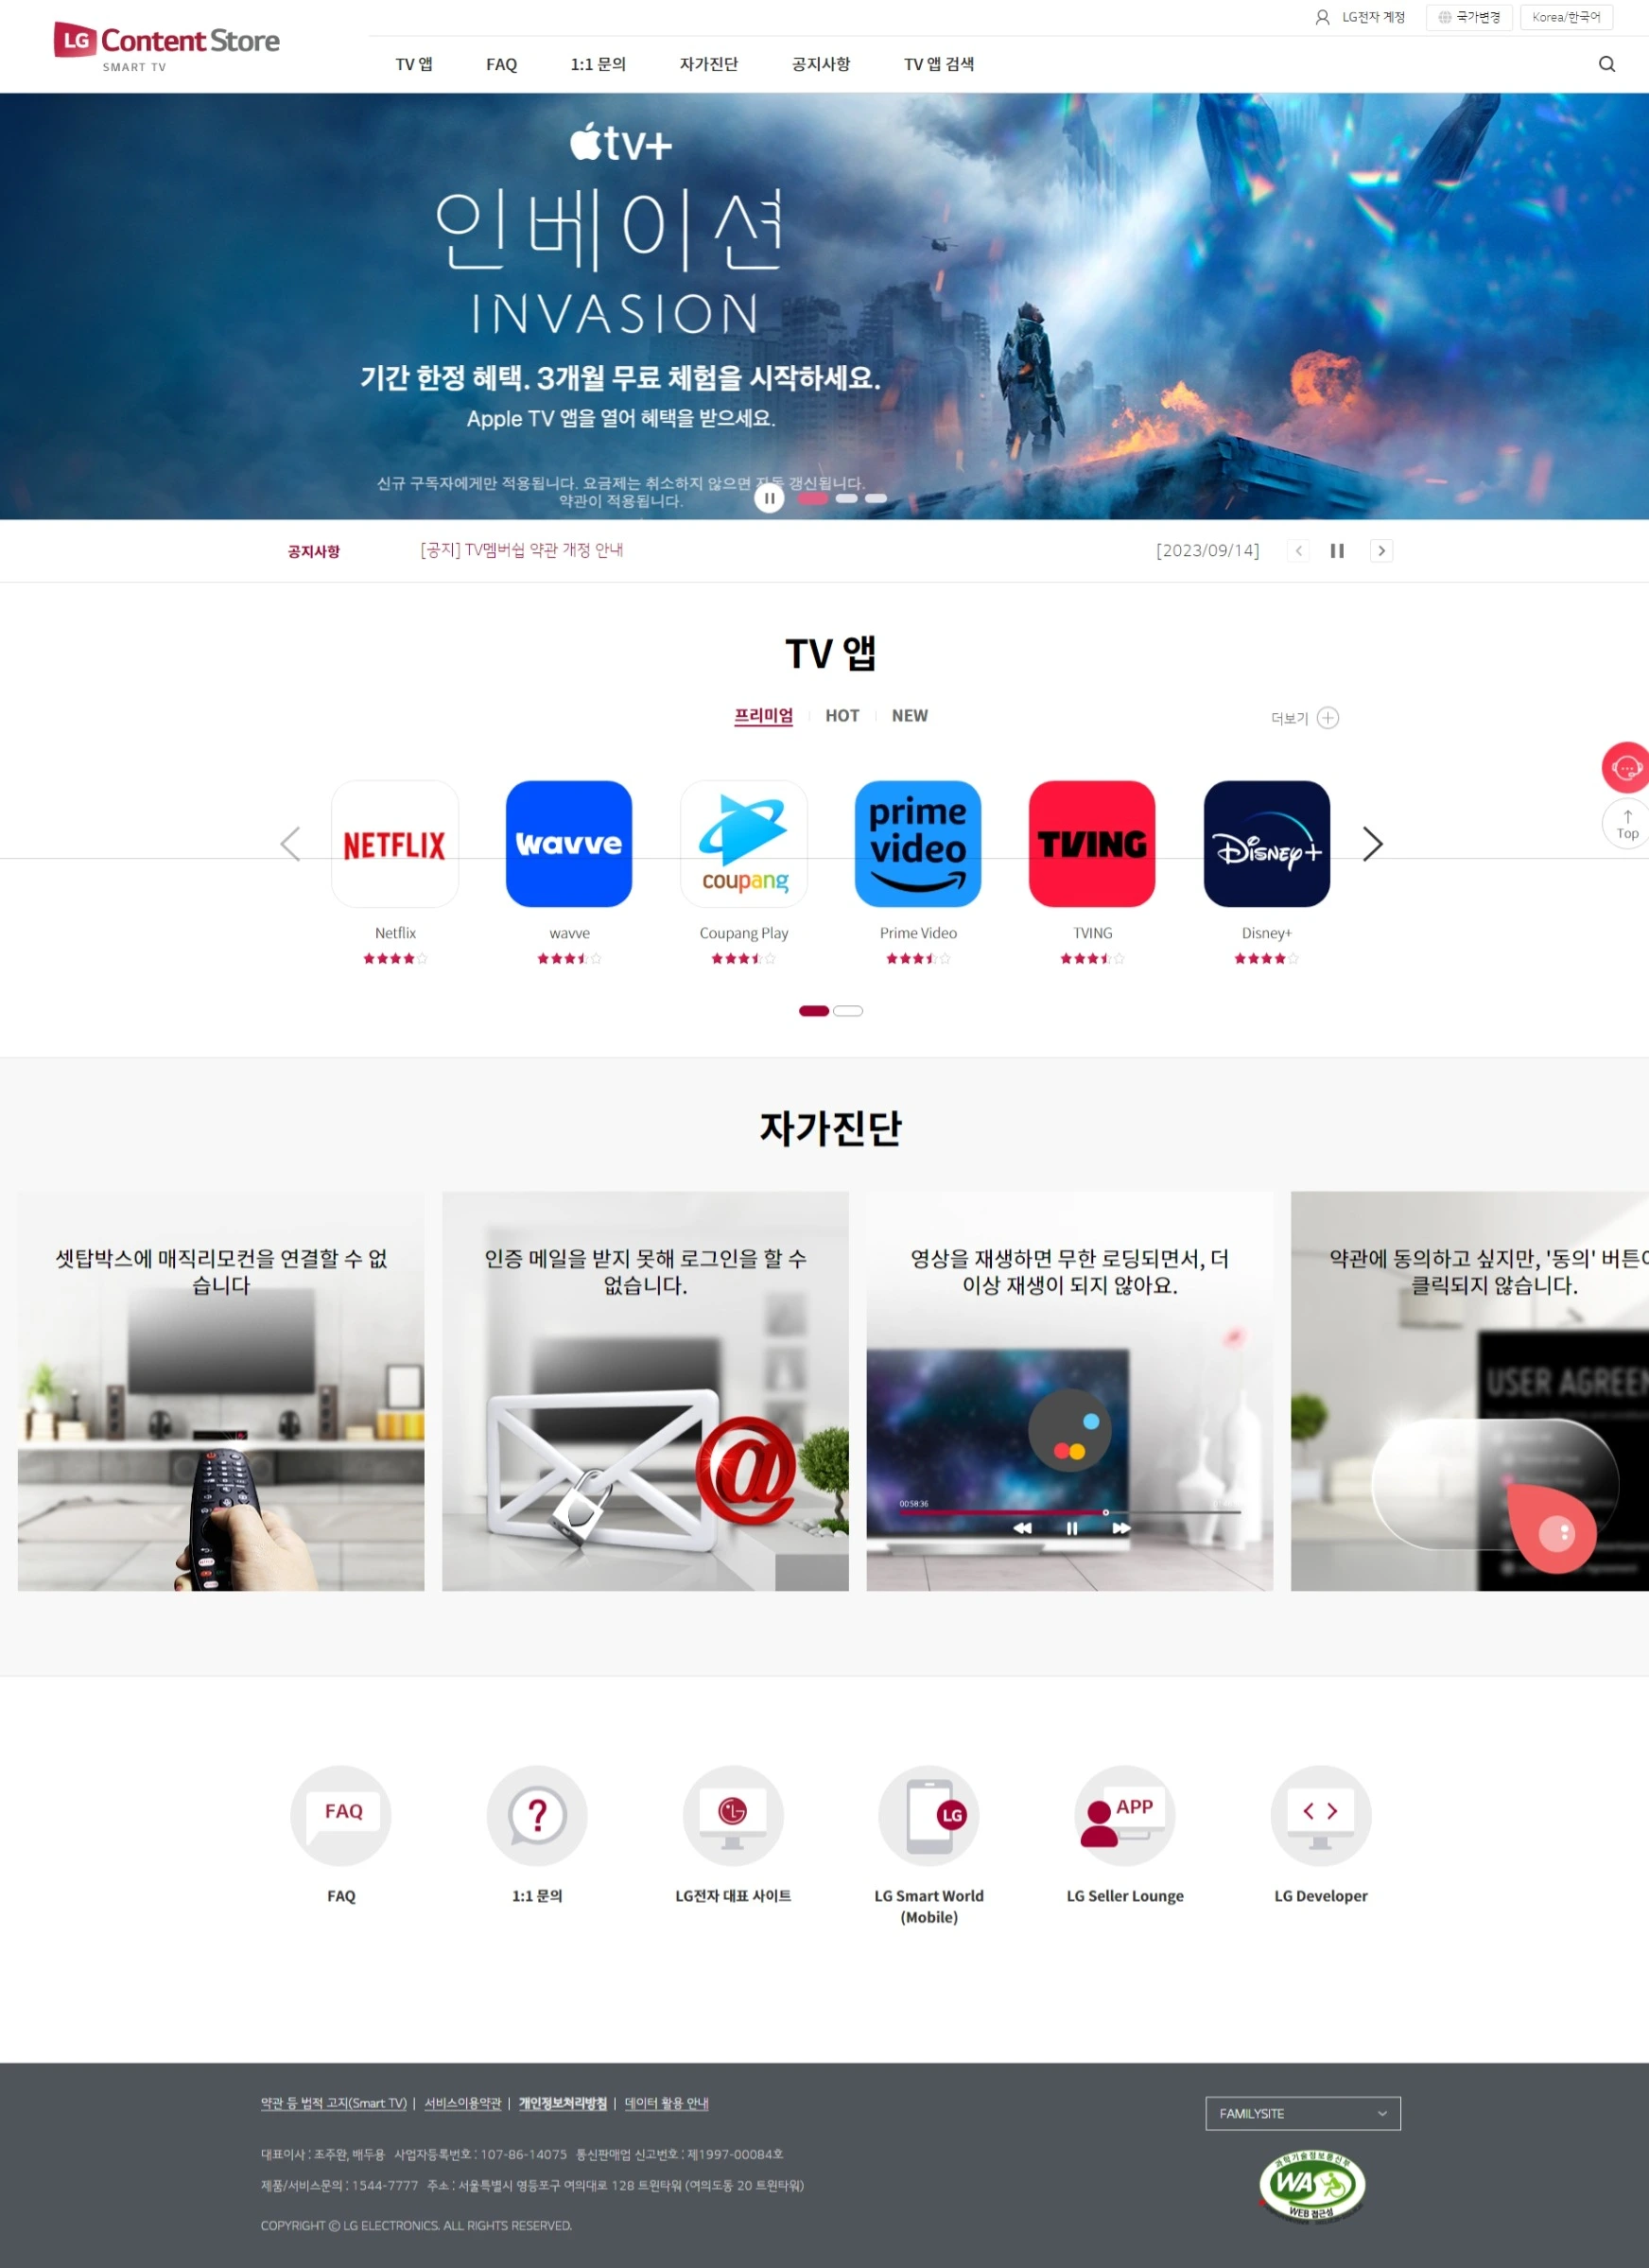 LG Content Store
SMART TV
LG전자 계정
국가변경
Korea/한국어
TV 앱
FAQ
1:1 문의
자가진단
공지사항
TV 앱 검색
tv+
인베이션
INVASION
기간 한정 혜택. 3개월 무료 체험을 시작하세요.
Apple TV 앱을 열어 혜택을 받으세요.
신규 구독자에게만 적용됩니다. 요금제는 취소하지 않으면 자동 갱신됩니다.
약관이 적용됩니다.
공지사항
[공지] TV멤버쉽 약관 개정 안내
[2023/09/14]
TV 앱
프리미엄
HOT
NEW
더보기
NETFLIX
wavve
coupang
prime video
TVING
Disney+
Top
Netflix
wavve
Coupang Play
Prime Video
TVING
Disney+
자가진단
셋탑박스에 매직리모컨을 연결할 수 없
습니다
인증 메일을 받지 못해 로그인을 할 수
없습니다.
@
영상을 재생하면 무한 로딩되면서, 더
이상 재생이 되지 않아요.
00:58:36
약관에 동의하고 싶지만, '동의' 버튼
클릭되지 않습니다.
USER AGREE
FAQ
?
LG
APP
FAQ
1:1 문의
LG전자 대표 사이트
LG Smart World
(Mobile)
LG Seller Lounge
LG Developer
약관 등 법적 고지(Smart TV) | 서비스이용약관 | 개인정보처리방침 | 데이터 활용 안내
FAMILYSITE
대표이사 : 조주완, 배두용 사업자등록번호 : 107-86-14075 통신판매업 신고번호 : 제1997-00084호
제품/서비스문의 : 1544-7777 주소 : 서울특별시 영등포구 여의대로 128 트윈타워 (여의도동 20 트윈타워)
COPYRIGHT ⓒ LG ELECTRONICS. ALL RIGHTS RESERVED.
과학기술정보통신부
WA
WEB 접근성